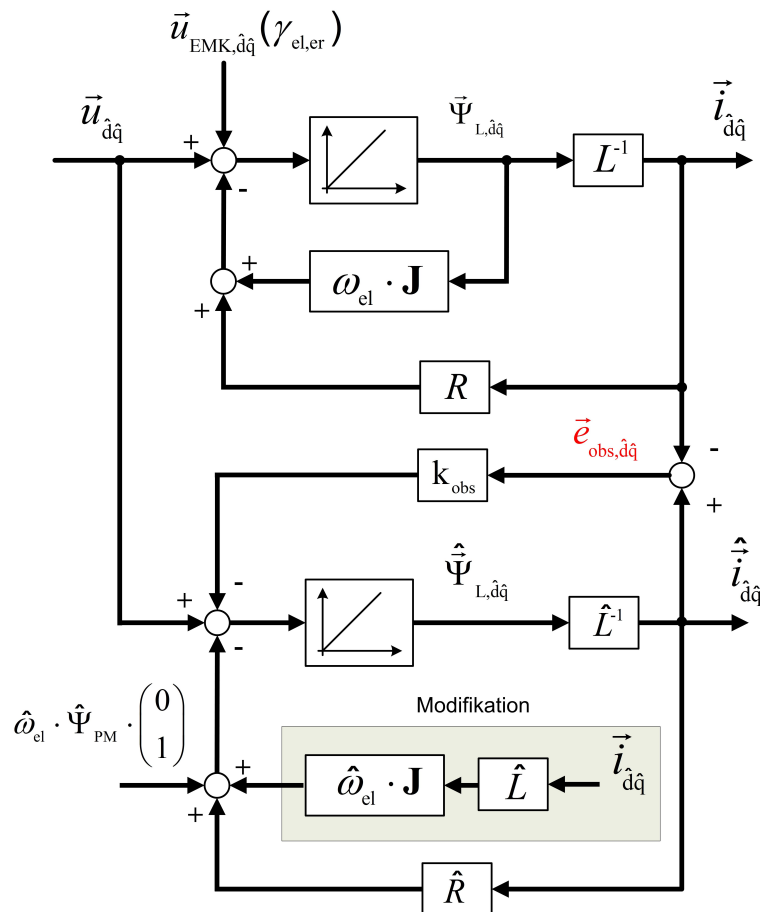 u⃗_EMK,d̂q̂(γ_el,er)
u⃗_d̂q̂
Ψ⃗_L,d̂q̂
i⃗_d̂q̂
+
-
L⁻¹
+
+
ω_el · J
R
e⃗_obs,d̂q̂
-
+
k_obs
-
+
-
Ψ⃗̂_L,d̂q̂
L̂⁻¹
i⃗̂_d̂q̂
Modifikation
ω̂_el · Ψ̂_PM · (0 1)
+
+
ω̂_el · J
L̂
i⃗_d̂q̂
R̂